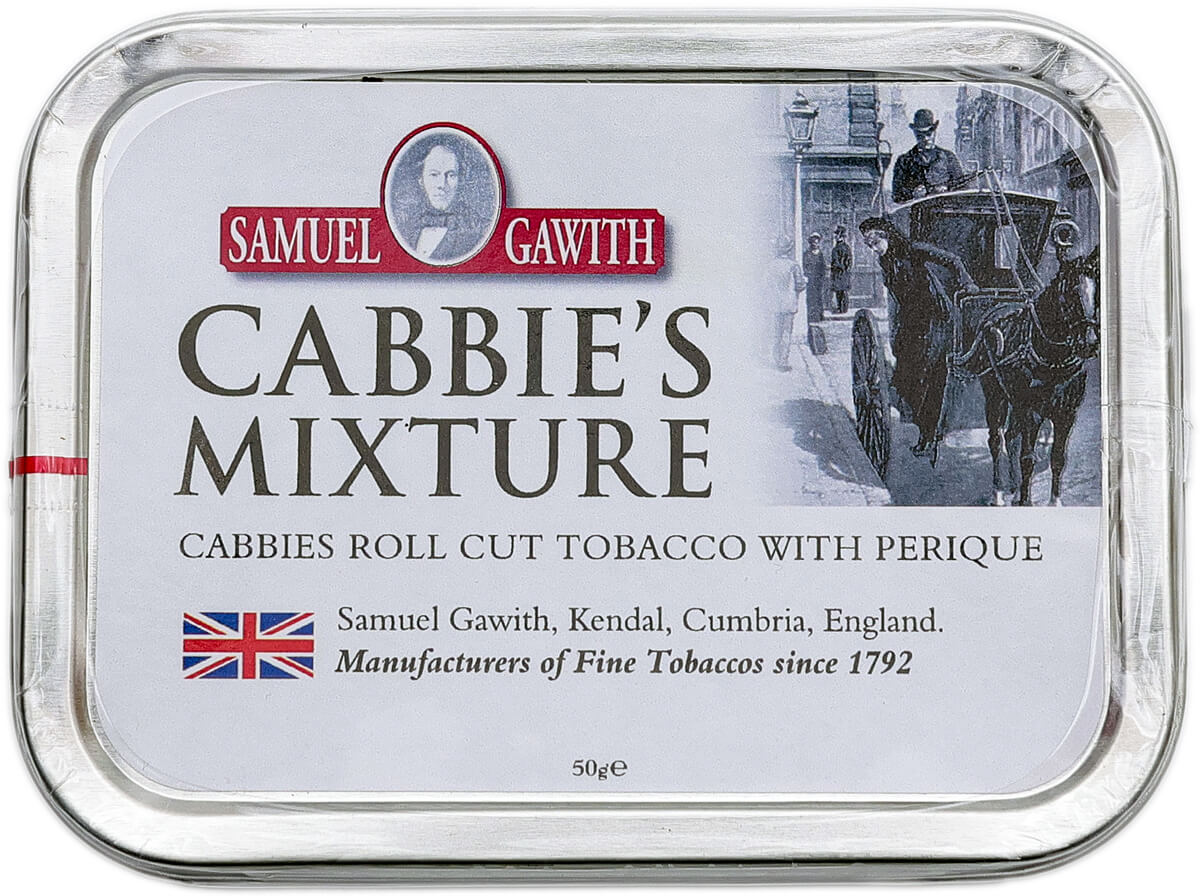 SAMUEL GAWITH
CABBIE'S
MIXTURE
CABBIES ROLL CUT TOBACCO WITH PERIQUE
Samuel Gawith, Kendal, Cumbria, England.
Manufacturers of Fine Tobaccos since 1792
50g℮